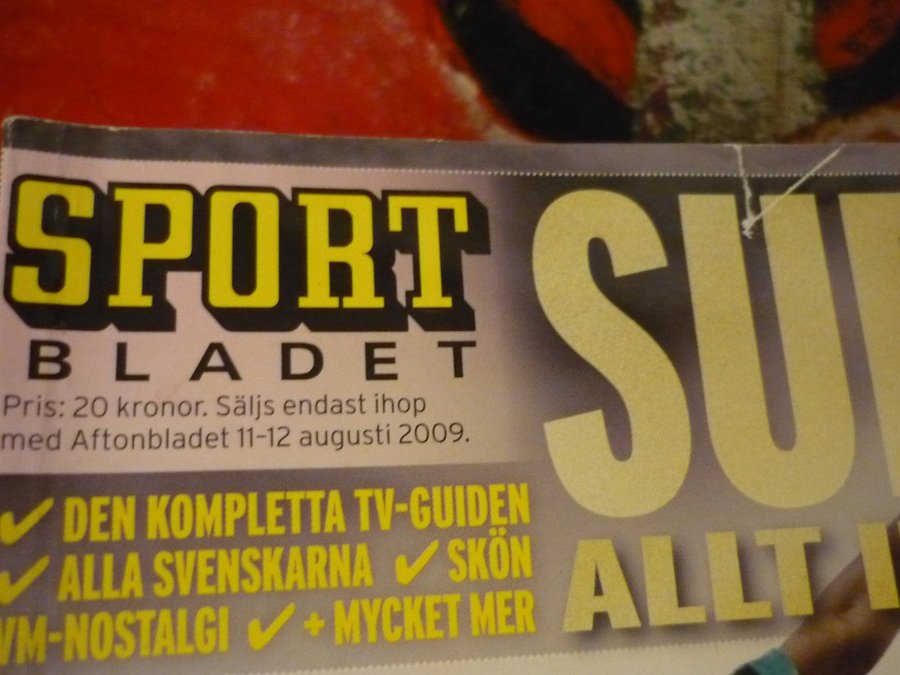 SPORT
BLADET
Pris: 20 kronor. Säljs endast ihop
med Aftonbladet 11-12 augusti 2009.
✓ DEN KOMPLETTA TV-GUIDEN
✓ ALLA SVENSKARNA ✓ SKÖN
VM-NOSTALGI ✓ + MYCKET MER
SU
ALLT